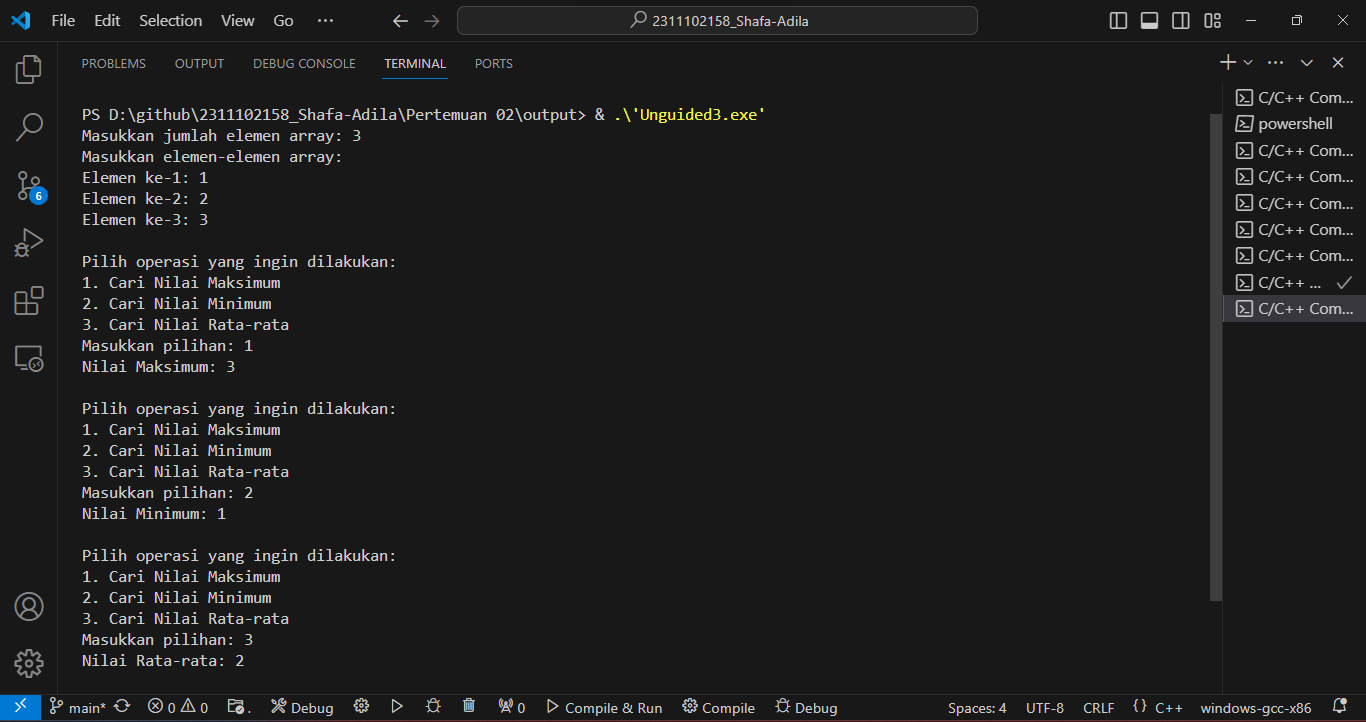 File Edit Selection View Go ··· 2311102158_Shafa-Adila
PROBLEMS OUTPUT DEBUG CONSOLE TERMINAL PORTS
PS D:\github\2311102158_Shafa-Adila\Pertemuan 02\output> & .\'Unguided3.exe'
Masukkan jumlah elemen array: 3
Masukkan elemen-elemen array:
Elemen ke-1: 1
Elemen ke-2: 2
Elemen ke-3: 3
Pilih operasi yang ingin dilakukan:
1. Cari Nilai Maksimum
2. Cari Nilai Minimum
3. Cari Nilai Rata-rata
Masukkan pilihan: 1
Nilai Maksimum: 3
Pilih operasi yang ingin dilakukan:
1. Cari Nilai Maksimum
2. Cari Nilai Minimum
3. Cari Nilai Rata-rata
Masukkan pilihan: 2
Nilai Minimum: 1
Pilih operasi yang ingin dilakukan:
1. Cari Nilai Maksimum
2. Cari Nilai Minimum
3. Cari Nilai Rata-rata
Masukkan pilihan: 3
Nilai Rata-rata: 2
C/C++ Com...
powershell
C/C++ Com...
C/C++ Com...
C/C++ Com...
C/C++ Com...
C/C++ Com...
C/C++ ...
C/C++ Com...
6
main* 0 0 . Debug 0 Compile & Run Compile Debug Spaces: 4 UTF-8 CRLF {} C++ windows-gcc-x86